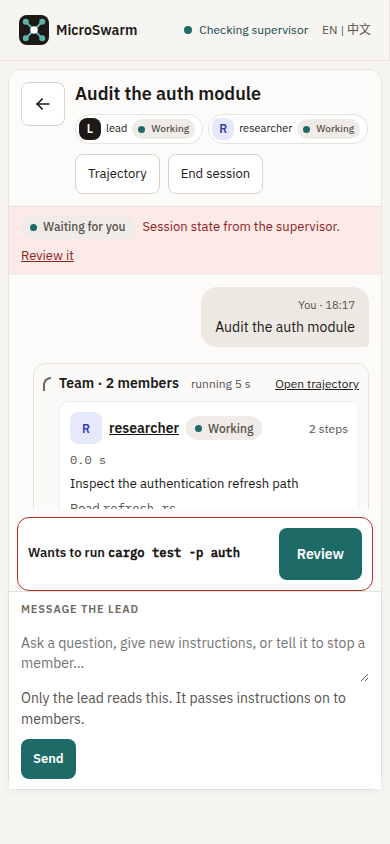 MicroSwarm
Checking supervisor
EN | 中文
Audit the auth module
L lead Working
R researcher Working
Trajectory
End session
Waiting for you
Session state from the supervisor.
Review it
You · 18:17
Audit the auth module
Team · 2 members
running 5 s
Open trajectory
R researcher Working
2 steps
0.0 s
Inspect the authentication refresh path
Read refresh.rs
Wants to run cargo test -p auth
Review
MESSAGE THE LEAD
Ask a question, give new instructions, or tell it to stop a
member...
Only the lead reads this. It passes instructions on to
members.
Send